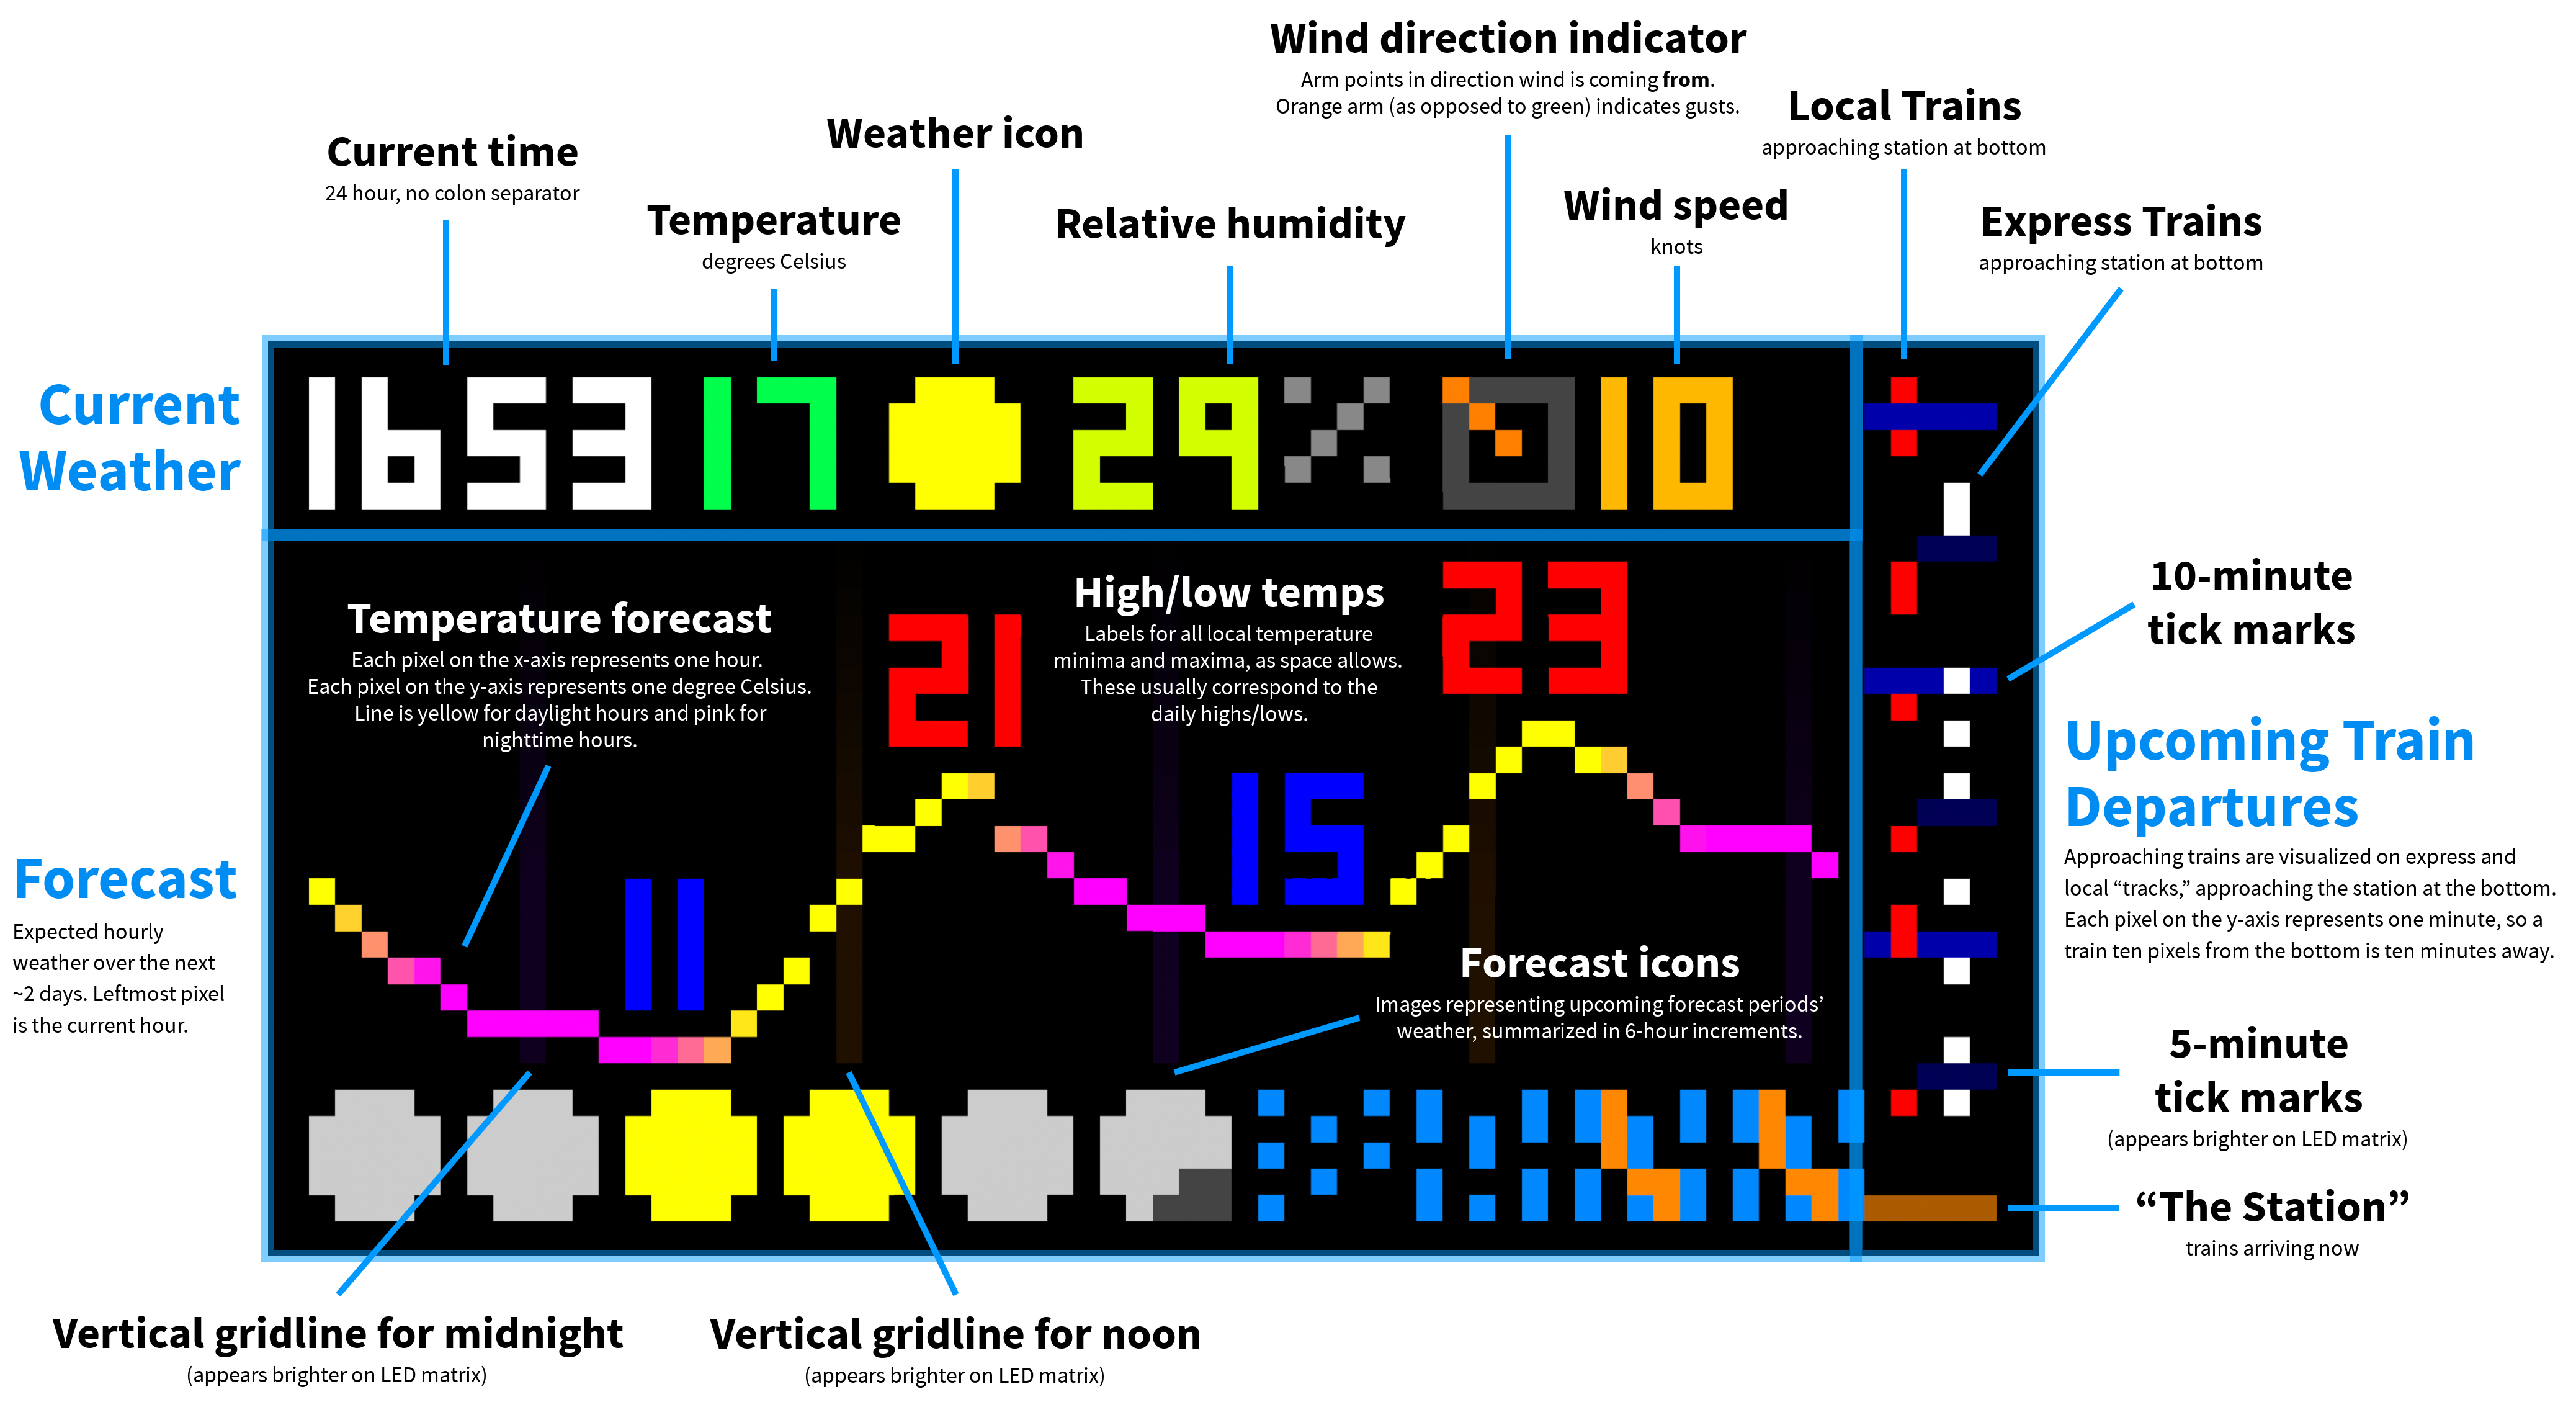 Wind direction indicator
Arm points in direction wind is coming from.
Orange arm (as opposed to green) indicates gusts.
Local Trains
approaching station at bottom
Weather icon
Current time
24 hour, no colon separator
Temperature
degrees Celsius
Relative humidity
Wind speed
knots
Express Trains
approaching station at bottom
Current
Weather
1653 17 29% 10
Temperature forecast
Each pixel on the x-axis represents one hour.
Each pixel on the y-axis represents one degree Celsius.
Line is yellow for daylight hours and pink for
nighttime hours.
21
High/low temps
Labels for all local temperature
minima and maxima, as space allows.
These usually correspond to the
daily highs/lows.
23
10-minute
tick marks
11
15
Upcoming Train
Departures
Approaching trains are visualized on express and
local “tracks,” approaching the station at the bottom.
Each pixel on the y-axis represents one minute, so a
train ten pixels from the bottom is ten minutes away.
Forecast
Expected hourly
weather over the next
~2 days. Leftmost pixel
is the current hour.
Forecast icons
Images representing upcoming forecast periods’
weather, summarized in 6-hour increments.
5-minute
tick marks
(appears brighter on LED matrix)
“The Station”
trains arriving now
Vertical gridline for midnight
(appears brighter on LED matrix)
Vertical gridline for noon
(appears brighter on LED matrix)